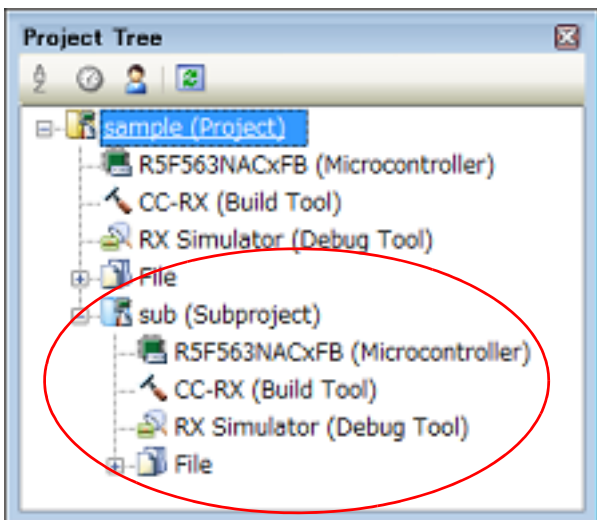 Project Tree
sample (Project)
R5F563NACxFB (Microcontroller)
CC-RX (Build Tool)
RX Simulator (Debug Tool)
File
sub (Subproject)
R5F563NACxFB (Microcontroller)
CC-RX (Build Tool)
RX Simulator (Debug Tool)
File